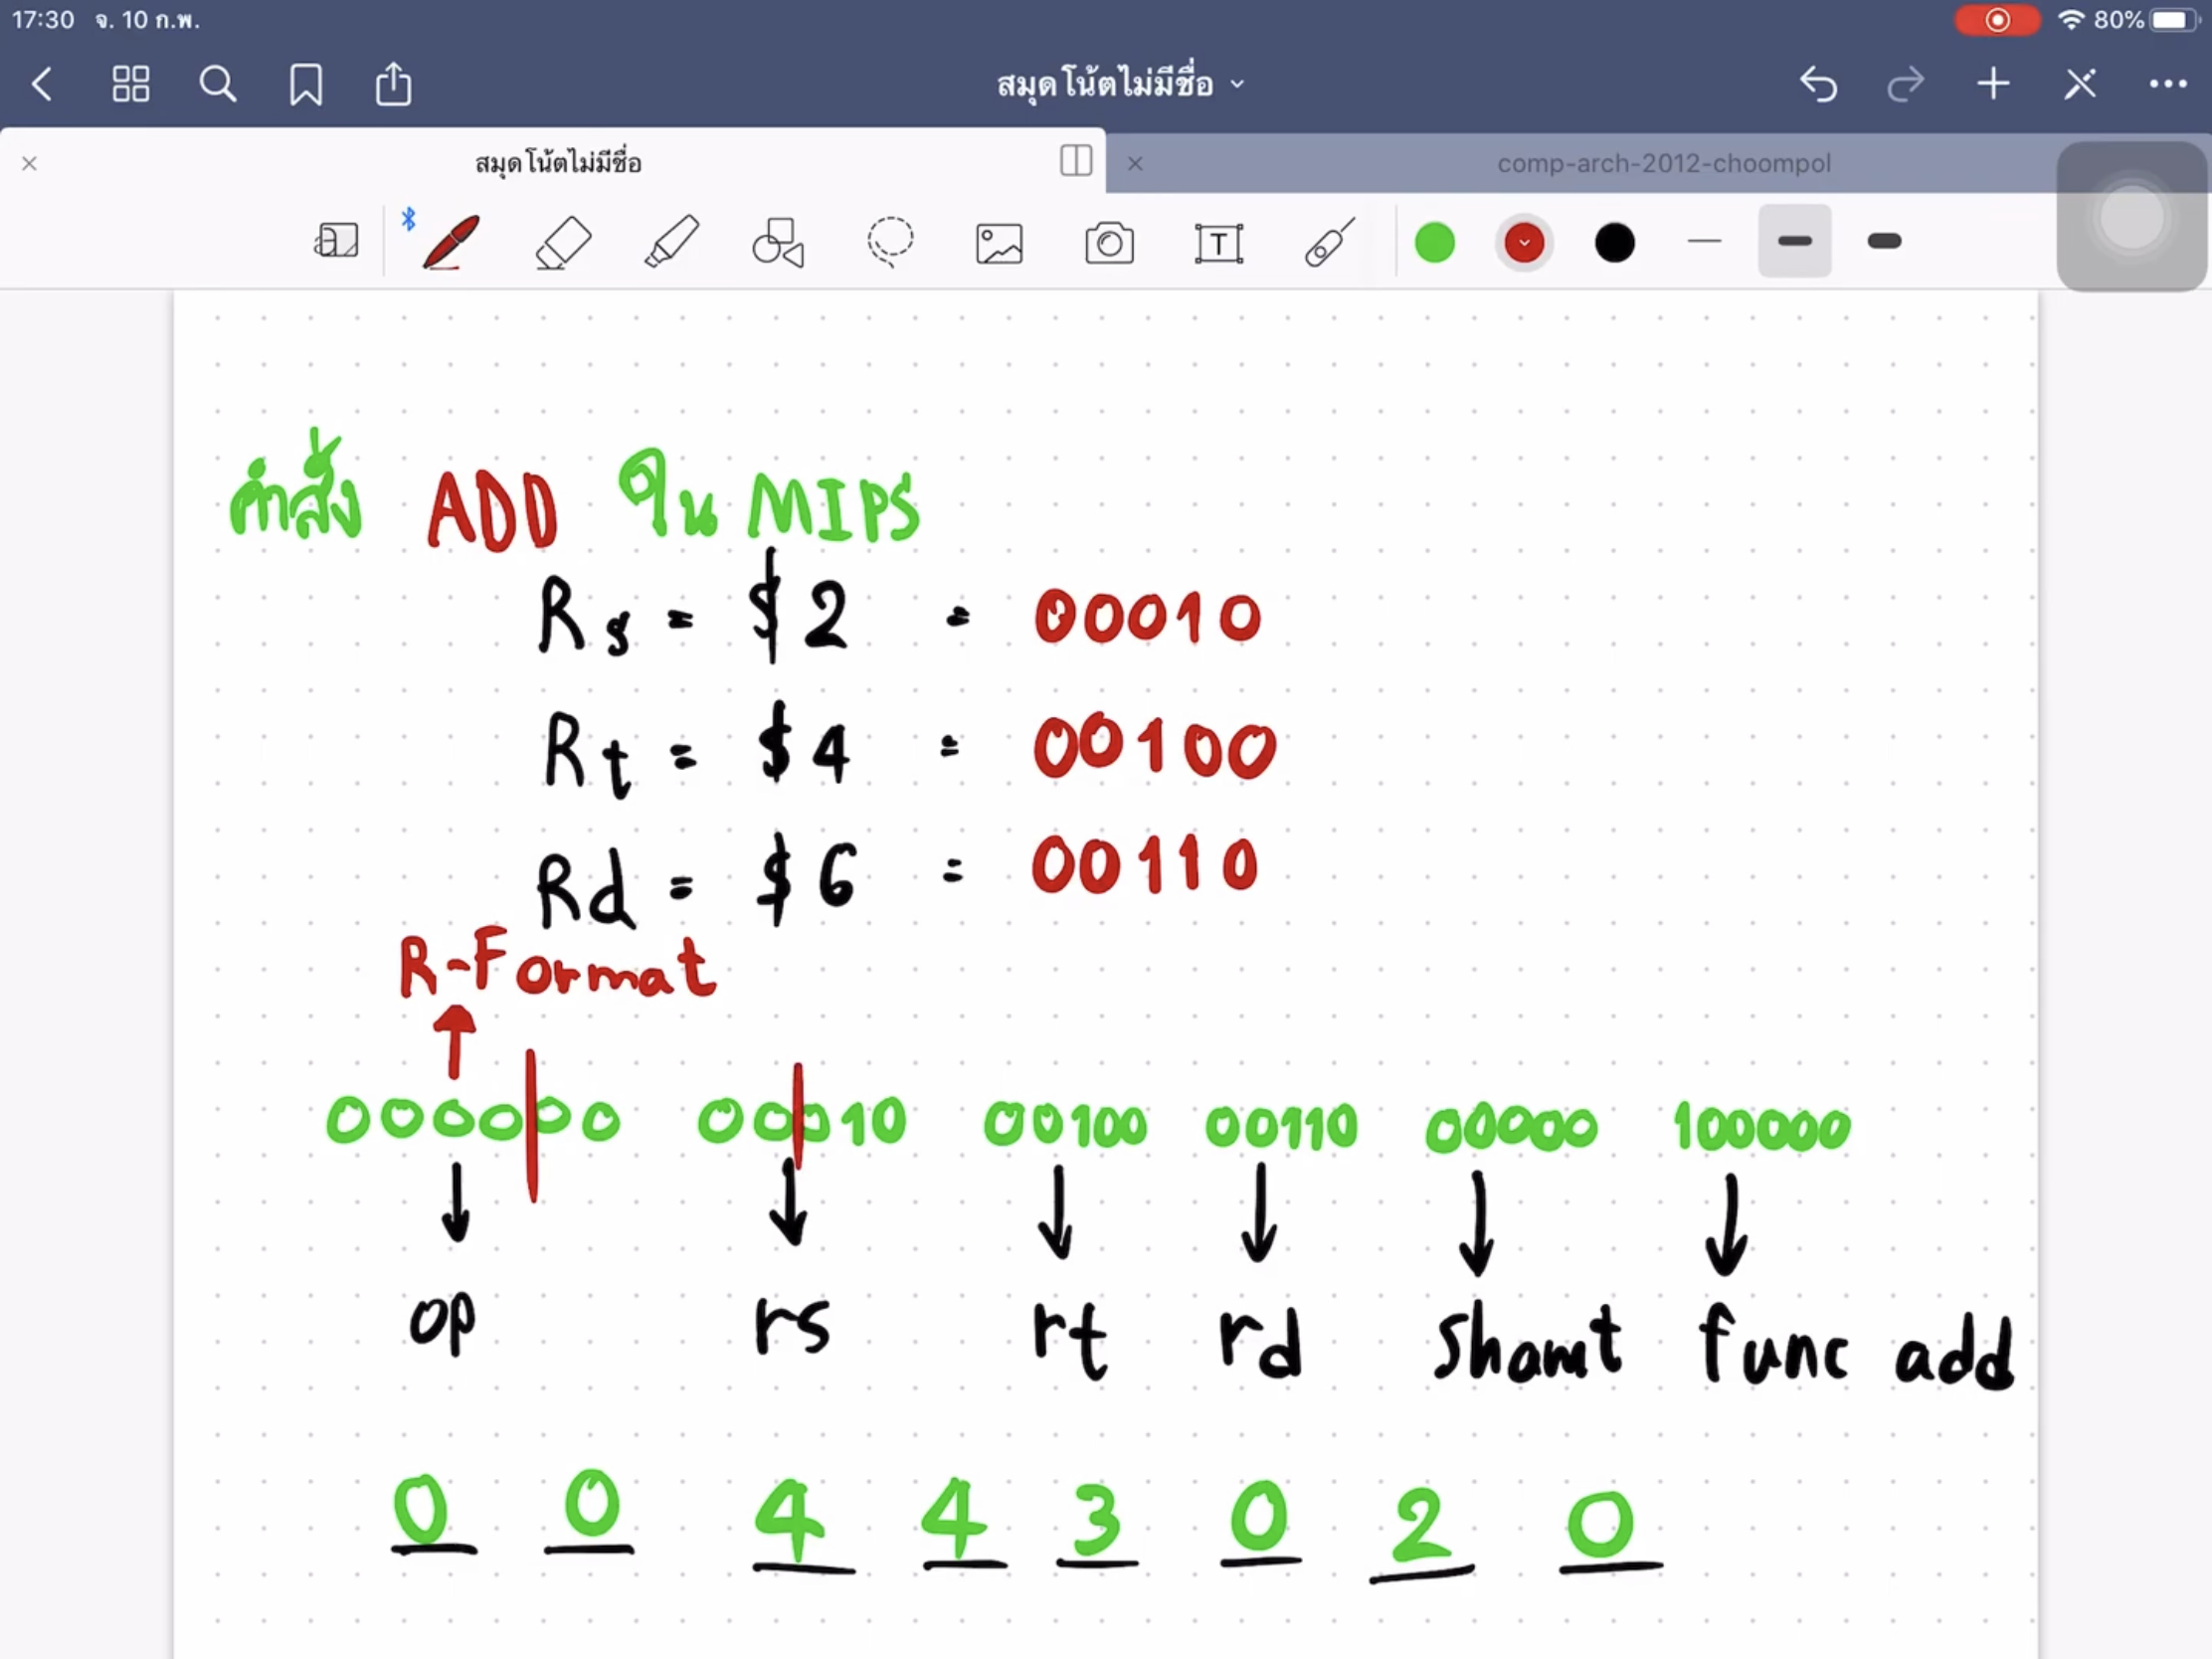 17:30 จ. 10 ก.พ. 80%
สมุดโน้ตไม่มีชื่อ
สมุดโน้ตไม่มีชื่อ comp-arch-2012-choompol
คำสั่ง ADD ใน MIPS
Rs = $2 = 00010
Rt = $4 = 00100
Rd = $6 = 00110
R-Format
000000 00010 00100 00110 00000 100000
op rs rt rd shamt func add
0 0 4 4 3 0 2 0